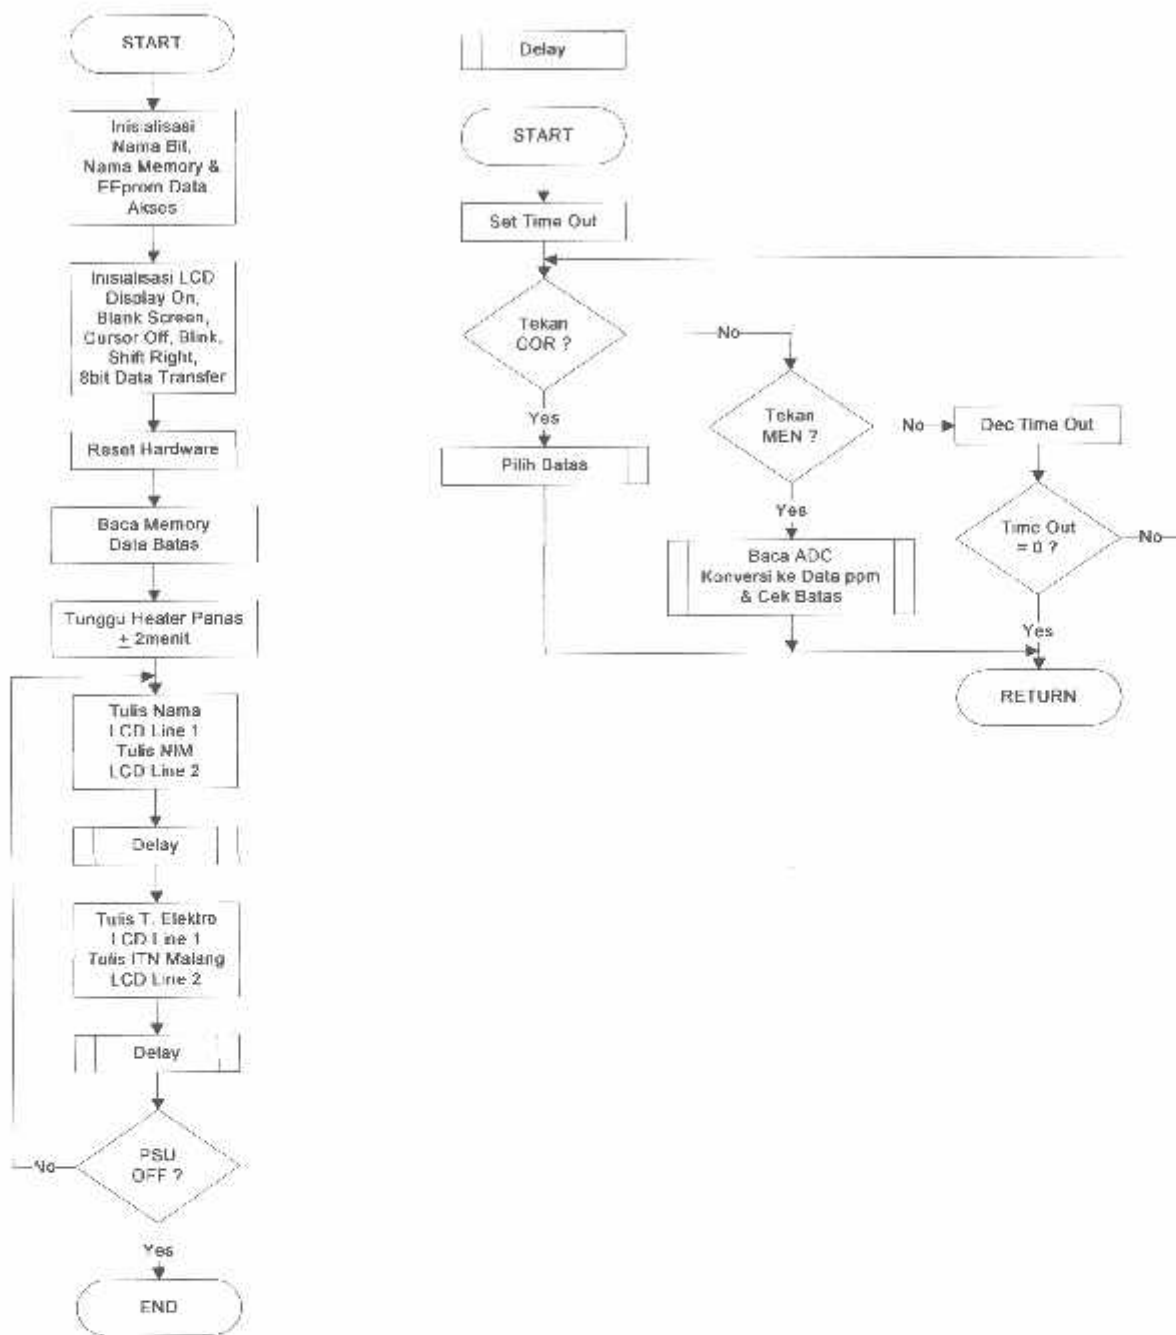 START
Inisialisasi
Nama Bit,
Nama Memory &
EEprom Data
Akses
Inisialisasi LCD
Display On,
Blank Screen,
Cursor Off, Blink,
Shift Right,
8bit Data Transfer
Reset Hardware
Baca Memory
Data Batas
Tunggu Heater Panas
± 2menit
Tulis Nama
LCD Line 1
Tulis NIM
LCD Line 2
Delay
Tulis T. Elektro
LCD Line 1
Tulis ITN Malang
LCD Line 2
Delay
PSU
OFF ?
No
Yes
END
Delay
START
Set Time Out
Tekan
COR ?
No
Yes
Pilih Batas
Tekan
MEN ?
No
Yes
Baca ADC
Konversi ke Data ppm
& Cek Batas
Dec Time Out
Time Out
= 0 ?
No
Yes
RETURN